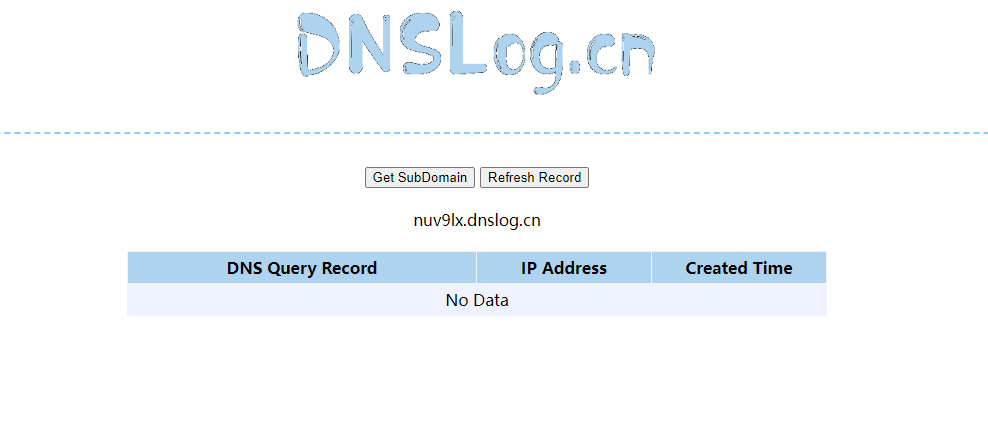 DNSLog.cn
Get SubDomain Refresh Record
nuv9lx.dnslog.cn
DNS Query Record IP Address Created Time
No Data